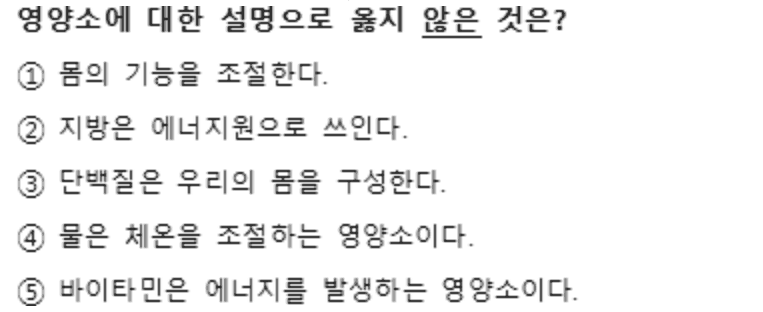 영양소에 대한 설명으로 옳지 않은 것은?
① 몸의 기능을 조절한다.
② 지방은 에너지원으로 쓰인다.
③ 단백질은 우리의 몸을 구성한다.
④ 물은 체온을 조절하는 영양소이다.
⑤ 바이타민은 에너지를 발생하는 영양소이다.